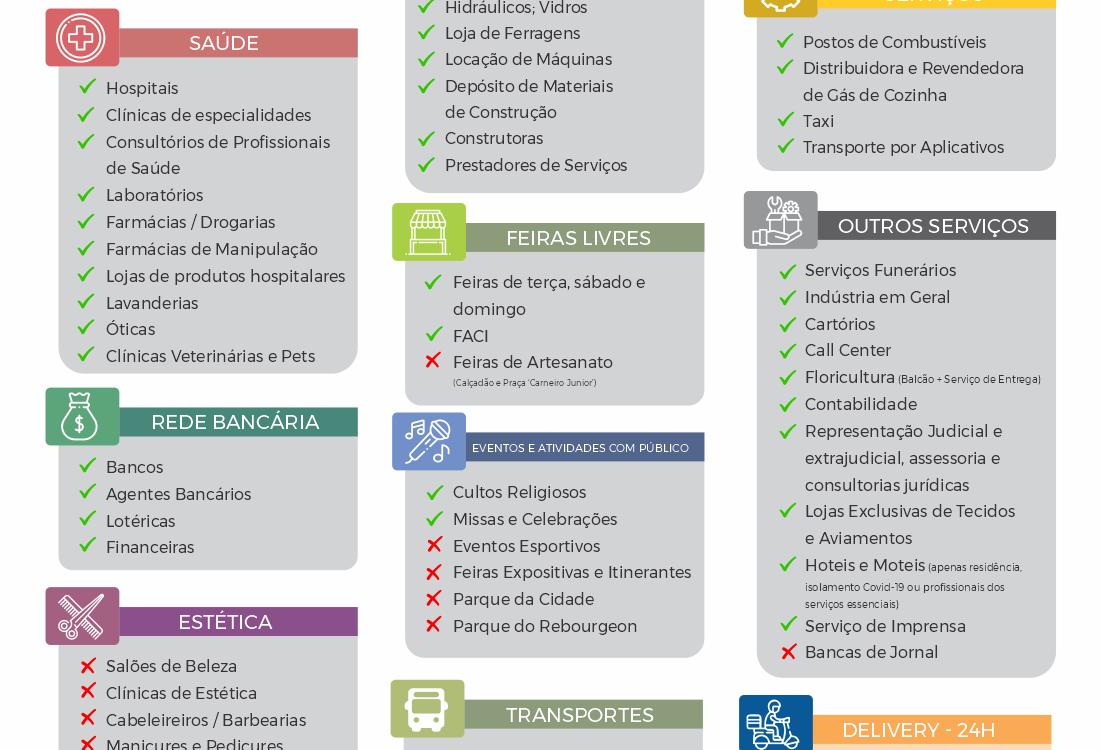 SAÚDE
Hospitais
Clínicas de especialidades
Consultórios de Profissionais
de Saúde
Laboratórios
Farmácias / Drogarias
Farmácias de Manipulação
Lojas de produtos hospitalares
Lavanderias
Óticas
Clínicas Veterinárias e Pets
REDE BANCÁRIA
$
Bancos
Agentes Bancários
Lotéricas
Financeiras
ESTÉTICA
Salões de Beleza
Clínicas de Estética
Cabeleireiros / Barbearias
Manicures e Pedicures
Hidráulicos; Vidros
Loja de Ferragens
Locação de Máquinas
Depósito de Materiais
de Construção
Construtoras
Prestadores de Serviços
FEIRAS LIVRES
Feiras de terça, sábado e
domingo
FACI
Feiras de Artesanato
(Calçadão e Praça 'Carneiro Junior')
EVENTOS E ATIVIDADES COM PÚBLICO
Cultos Religiosos
Missas e Celebrações
Eventos Esportivos
Feiras Expositivas e Itinerantes
Parque da Cidade
Parque do Rebourgeon
TRANSPORTES
SERVIÇOS
Postos de Combustíveis
Distribuidora e Revendedora
de Gás de Cozinha
Taxi
Transporte por Aplicativos
OUTROS SERVIÇOS
Serviços Funerários
Indústria em Geral
Cartórios
Call Center
Floricultura (Balcão + Serviço de Entrega)
Contabilidade
Representação Judicial e
extrajudicial, assessoria e
consultorias jurídicas
Lojas Exclusivas de Tecidos
e Aviamentos
Hoteis e Moteis (apenas residência,
isolamento Covid-19 ou profissionais dos
serviços essenciais)
Serviço de Imprensa
Bancas de Jornal
DELIVERY - 24H